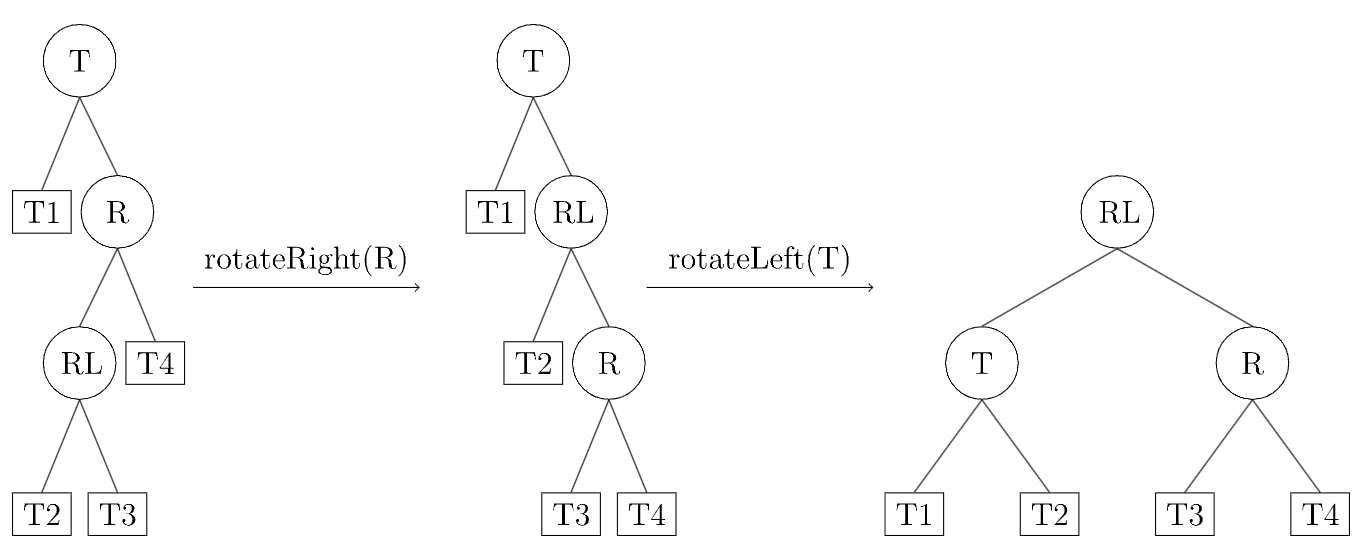 T
T
T1
R
T1
RL
RL
rotateRight(R)
rotateLeft(T)
RL
T4
T2
R
T
R
T2
T3
T3
T4
T1
T2
T3
T4